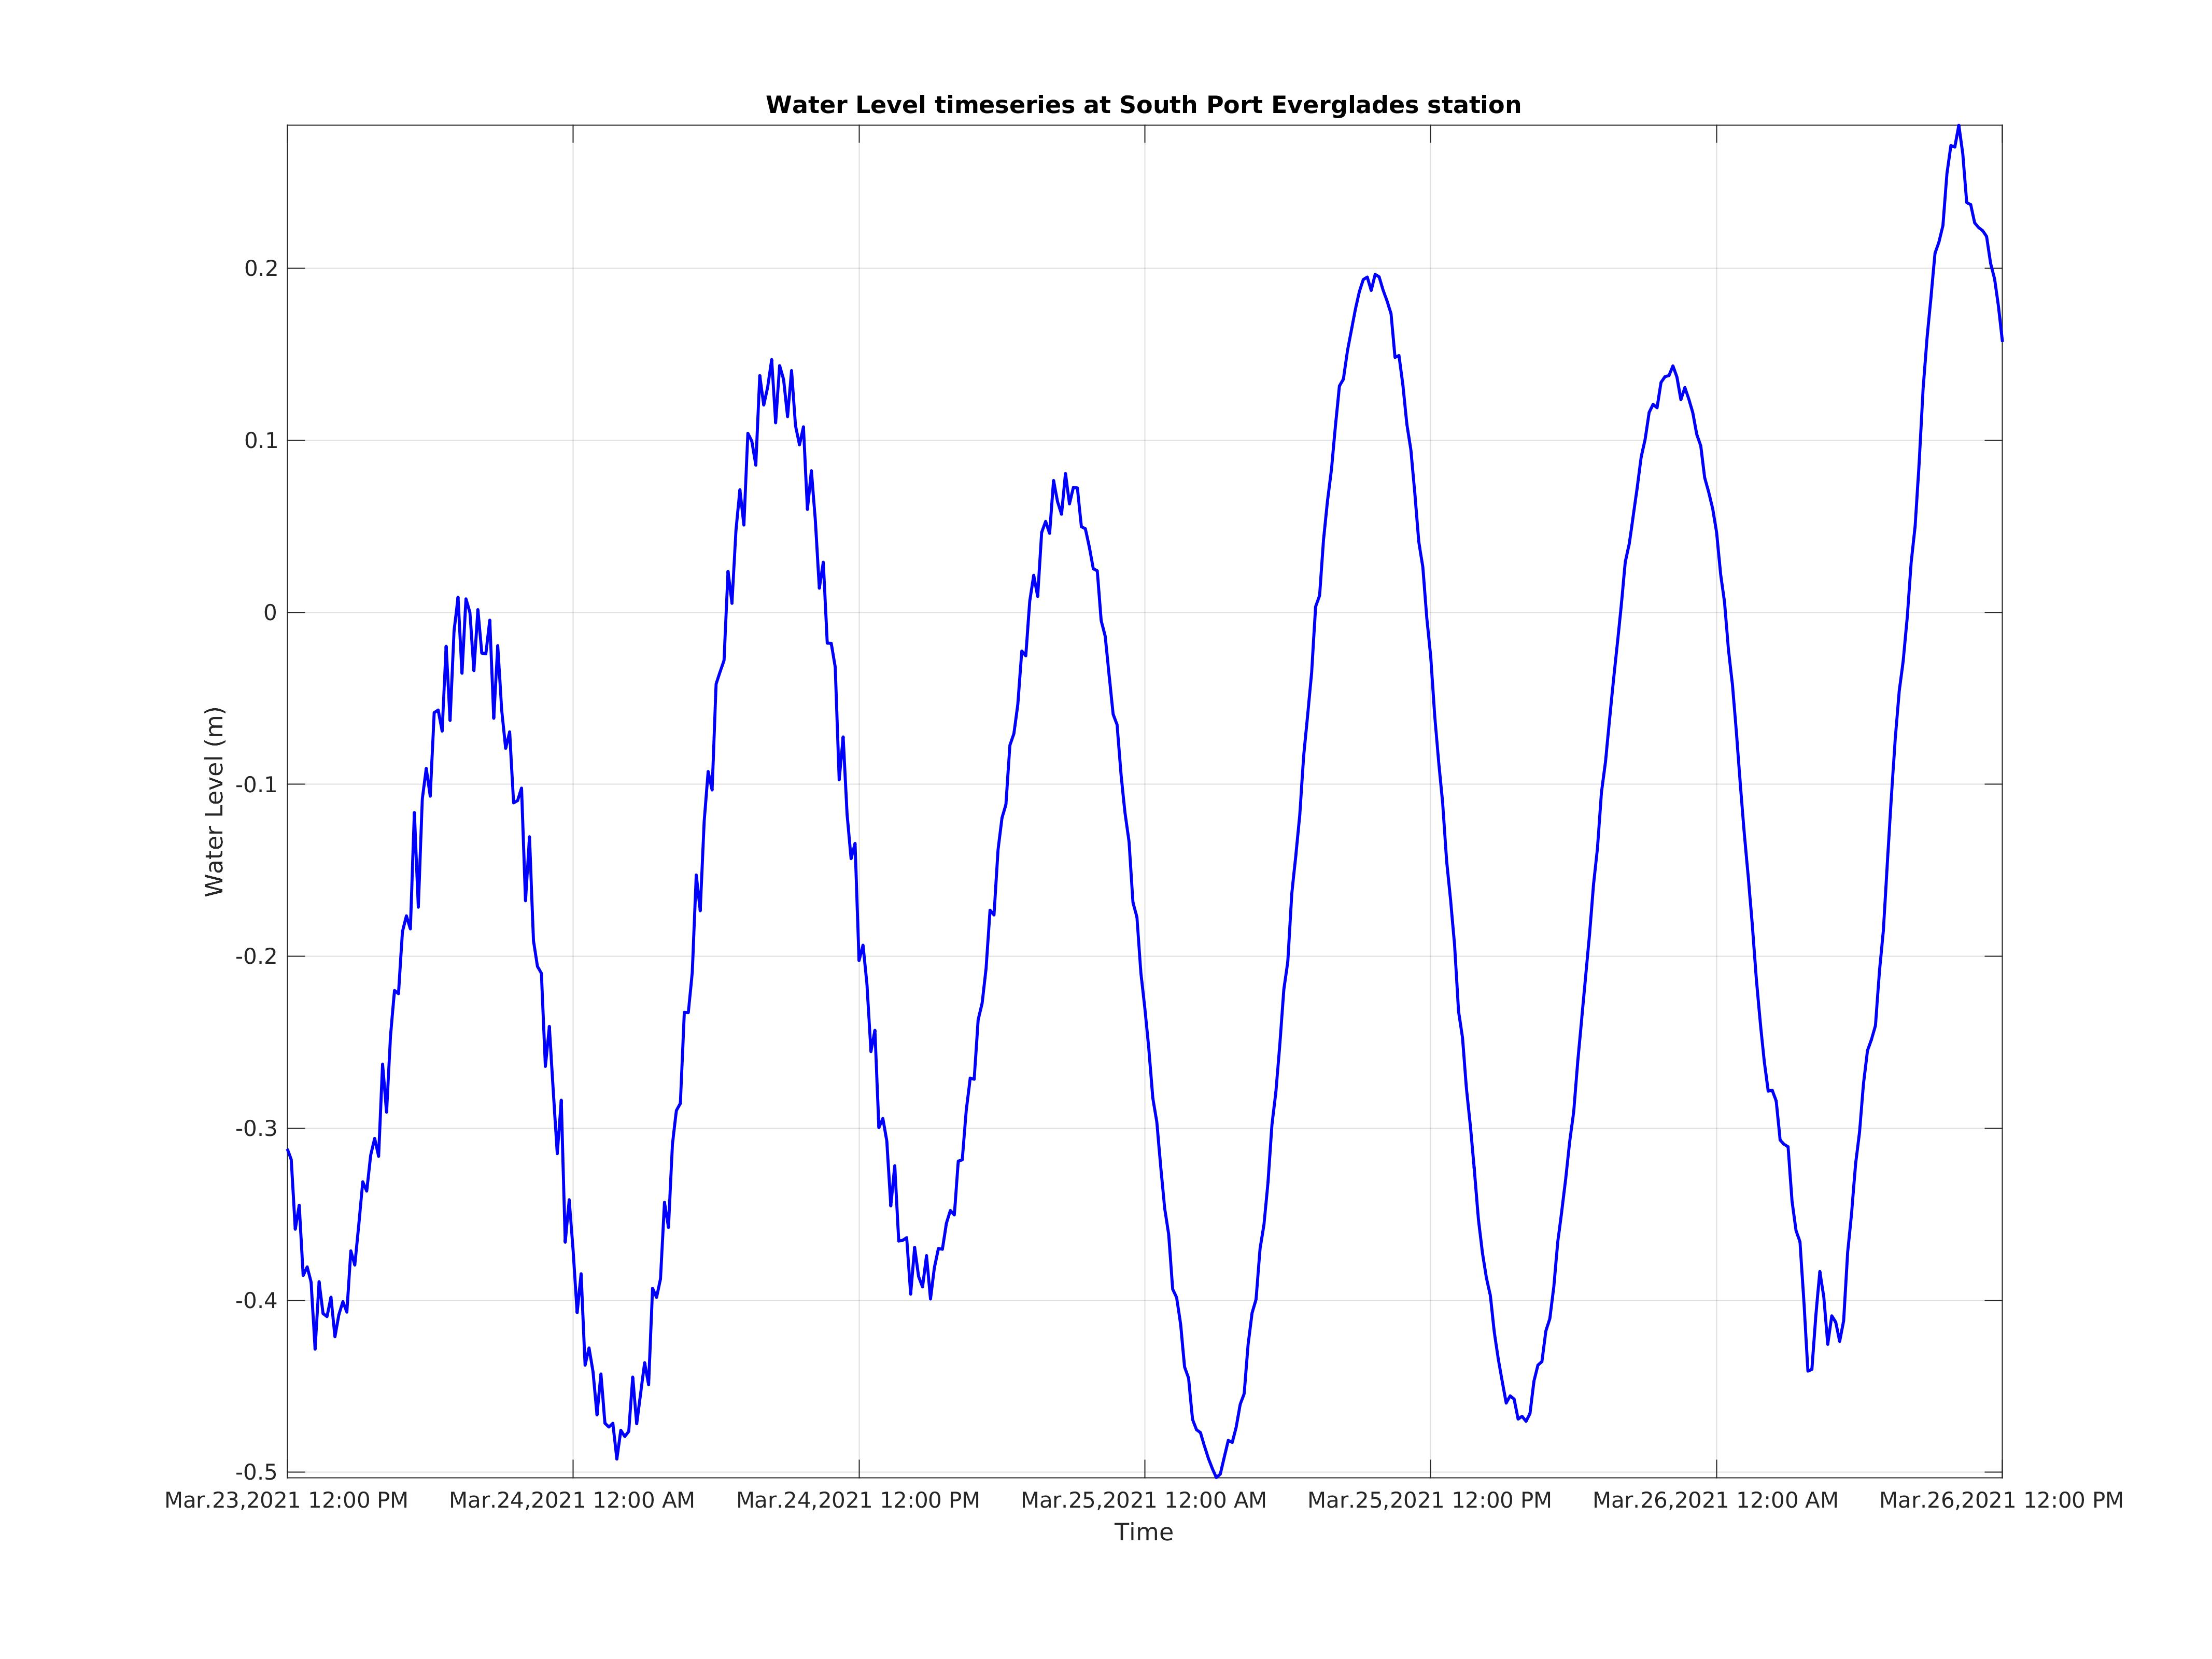 Water Level timeseries at South Port Everglades station
0.2
0.1
0
-0.1
-0.2
-0.3
-0.4
-0.5
Water Level (m)
Mar.23,2021 12:00 PM Mar.24,2021 12:00 AM Mar.24,2021 12:00 PM Mar.25,2021 12:00 AM Mar.25,2021 12:00 PM Mar.26,2021 12:00 AM Mar.26,2021 12:00 PM
Time